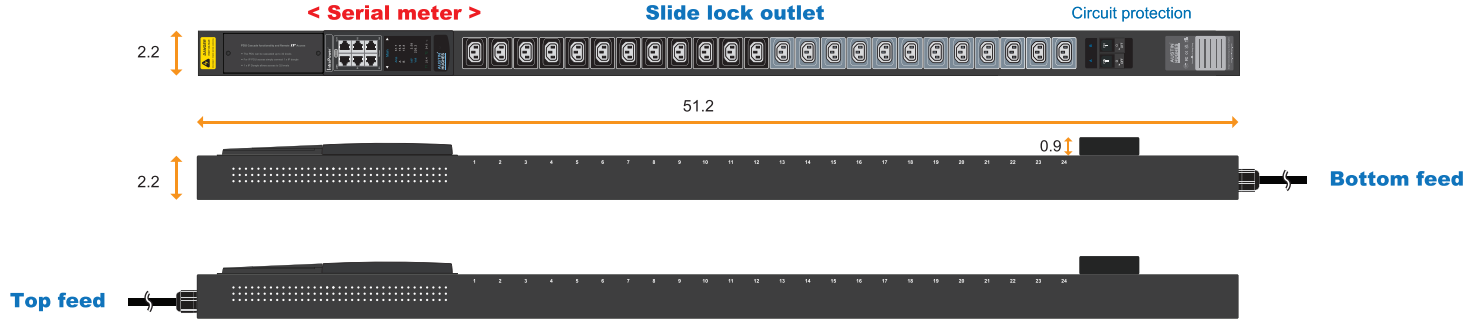 < Serial meter >
Slide lock outlet
Circuit protection
2.2
DANGER
AUSTIN
HUGHES
51.2
0.9
2.2
1 2 3 4 5 6 7 8 9 10 11 12 13 14 15 16 17 18 19 20 21 22 23 24
Bottom feed
1 2 3 4 5 6 7 8 9 10 11 12 13 14 15 16 17 18 19 20 21 22 23 24
Top feed